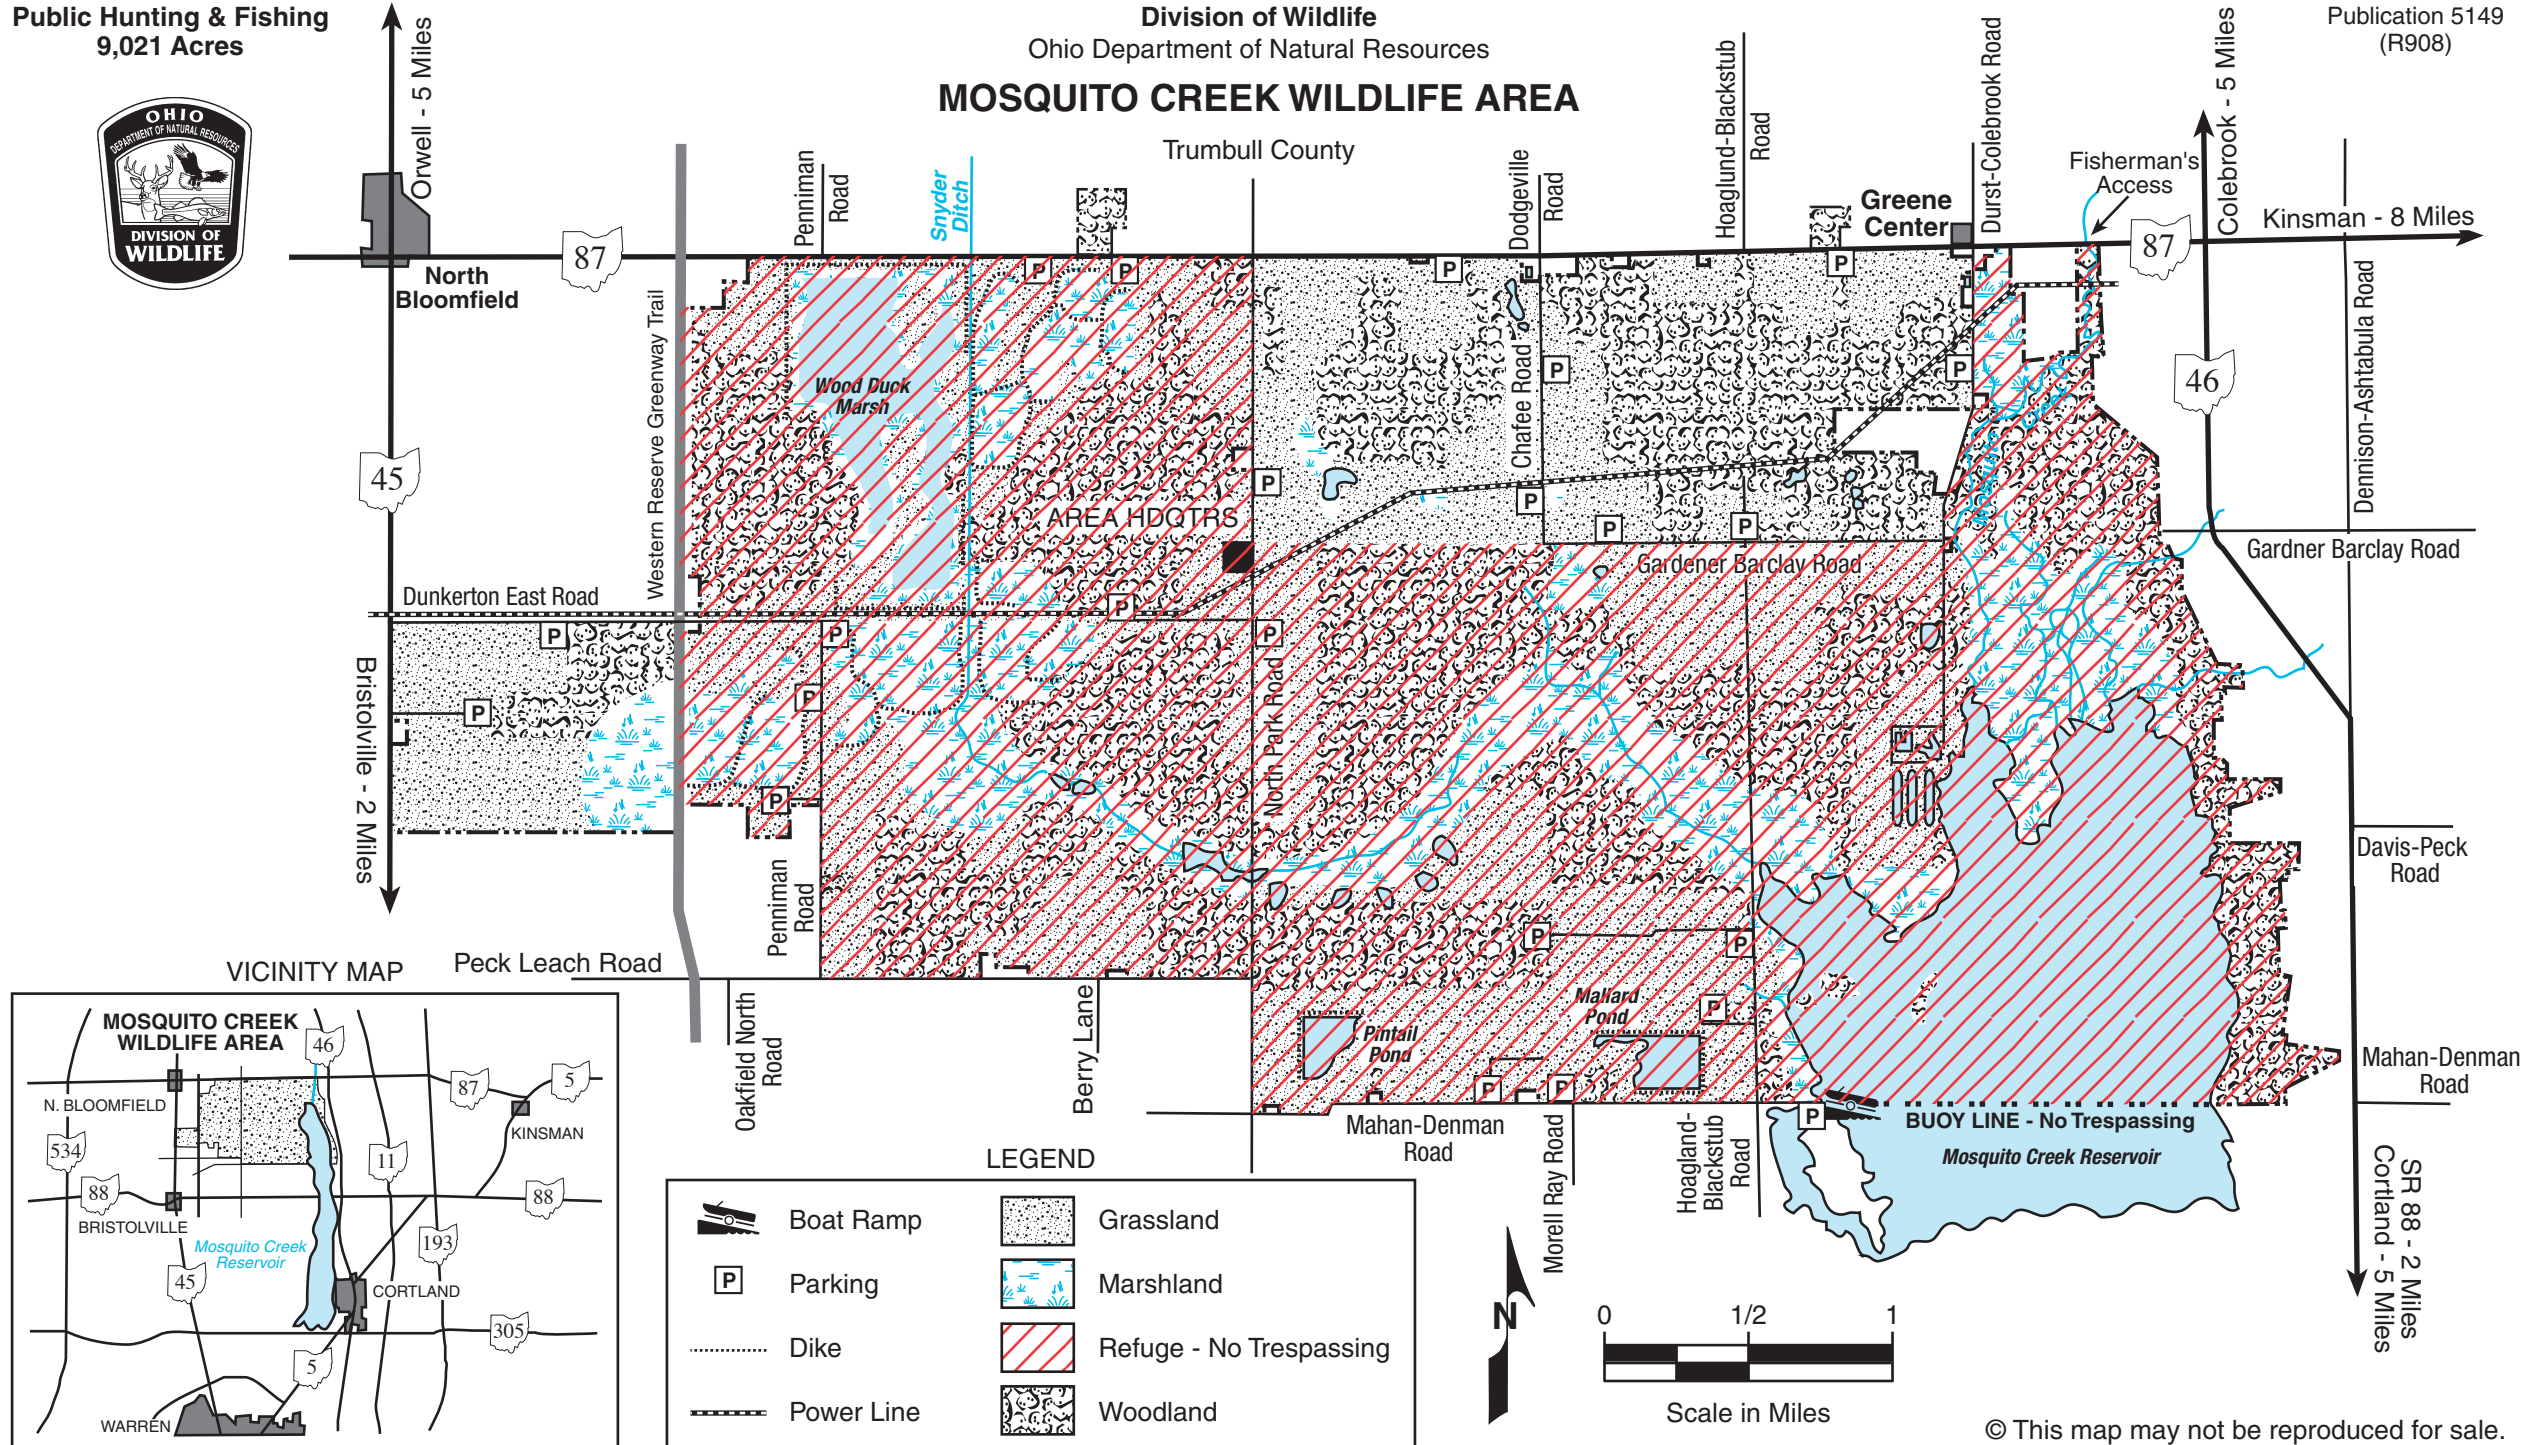 Public Hunting & Fishing
9,021 Acres
Division of Wildlife
Ohio Department of Natural Resources
MOSQUITO CREEK WILDLIFE AREA
Trumbull County
Publication 5149
(R908)
OHIO
DEPARTMENT OF NATURAL RESOURCES
DIVISION OF
WILDLIFE
Orwell - 5 Miles
North
Bloomfield
87
45
Western Reserve Greenway Trail
Penniman
Road
Snyder
Ditch
Dodgeville
Road
Hoaglund-Blackstub
Road
Greene
Center
Durst-Colebrook Road
Fisherman's
Access
87
Colebrook - 5 Miles
Kinsman - 8 Miles
46
Dennison-Ashtabula Road
P
P
P
P
P
P
Wood Duck
Marsh
Chafee Road
Mosquito Creek
P
P
P
P
AREA HDQTRS
Gardner Barclay Road
Gardener Barclay Road
Dunkerton East Road
P
P
P
P
P
P
Bristolville - 2 Miles
North Park Road
P
Penniman
Road
Davis-Peck
Road
P
P
Peck Leach Road
Oakfield North
Road
Berry Lane
Mallard
Pond
P
Pintail
Pond
P
P
Mahan-Denman
Road
Mahan-Denman
Road
Morell Ray Road
Hoagland-
Blackstub
Road
P
BUOY LINE - No Trespassing
Mosquito Creek Reservoir
SR 88 - 2 Miles
Cortland - 5 Miles
VICINITY MAP
MOSQUITO CREEK
WILDLIFE AREA
46
87
5
N. BLOOMFIELD
KINSMAN
534
11
88
88
BRISTOLVILLE
193
Mosquito Creek
Reservoir
45
CORTLAND
305
5
WARREN
LEGEND
Boat Ramp
Grassland
P
Parking
Marshland
Dike
Refuge - No Trespassing
Power Line
Woodland
N
0 1/2 1
Scale in Miles
© This map may not be reproduced for sale.